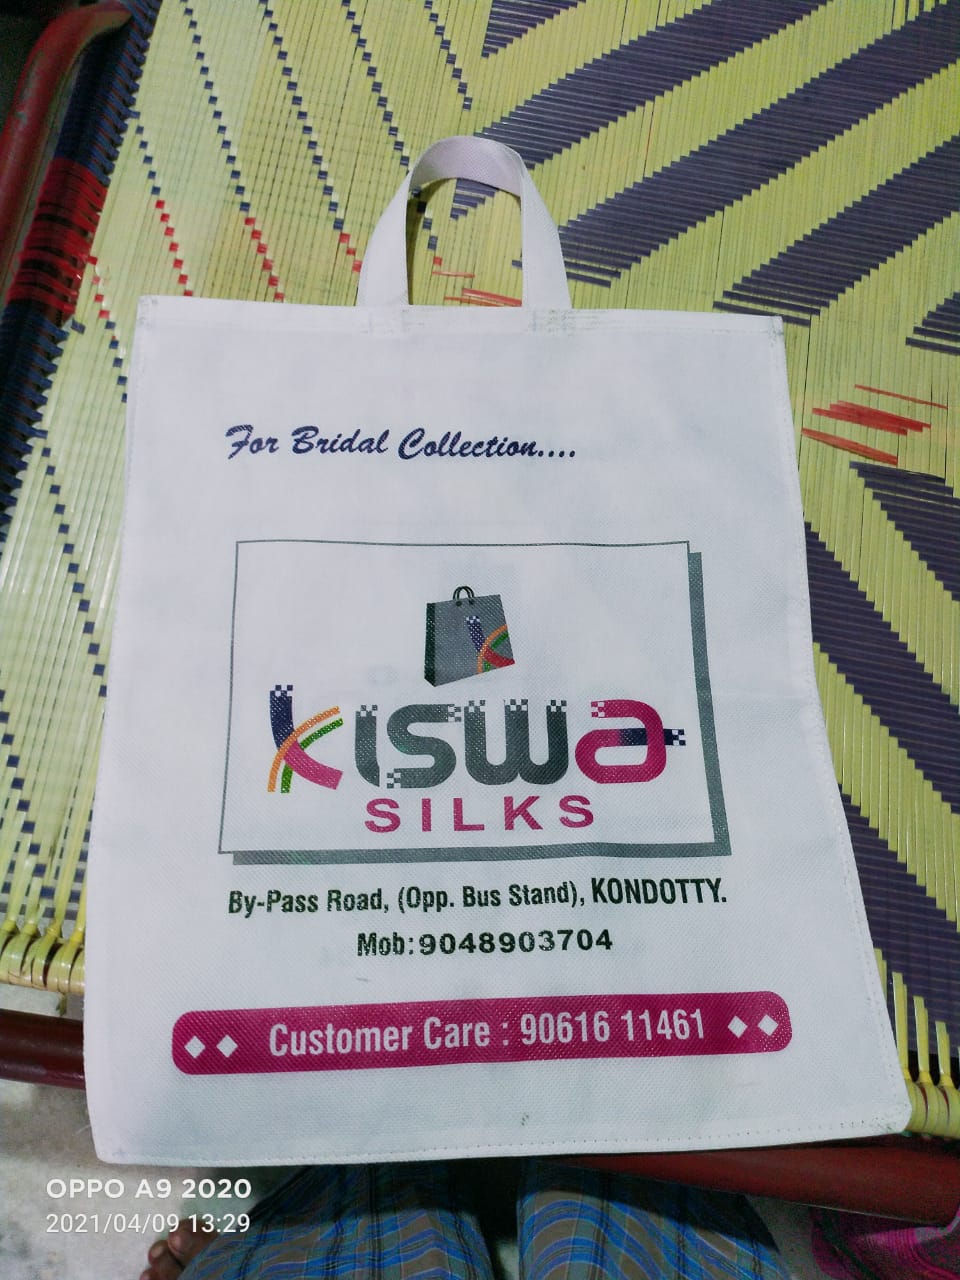 For Bridal Collection....
KISWA
SILKS
By-Pass Road, (Opp. Bus Stand), KONDOTTY.
Mob:9048903704
Customer Care : 90616 11461
OPPO A9 2020
2021/04/09 13:29